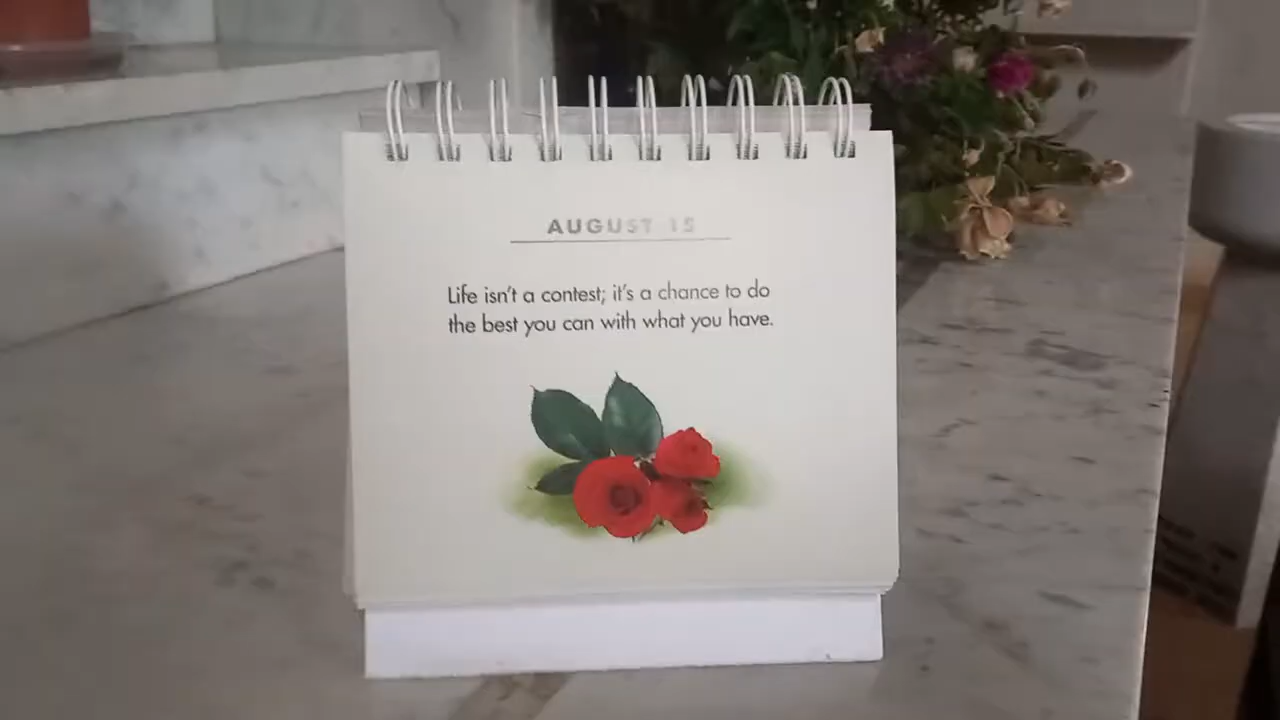 AUGUST 15
Life isn't a contest; it's a chance to do
the best you can with what you have.